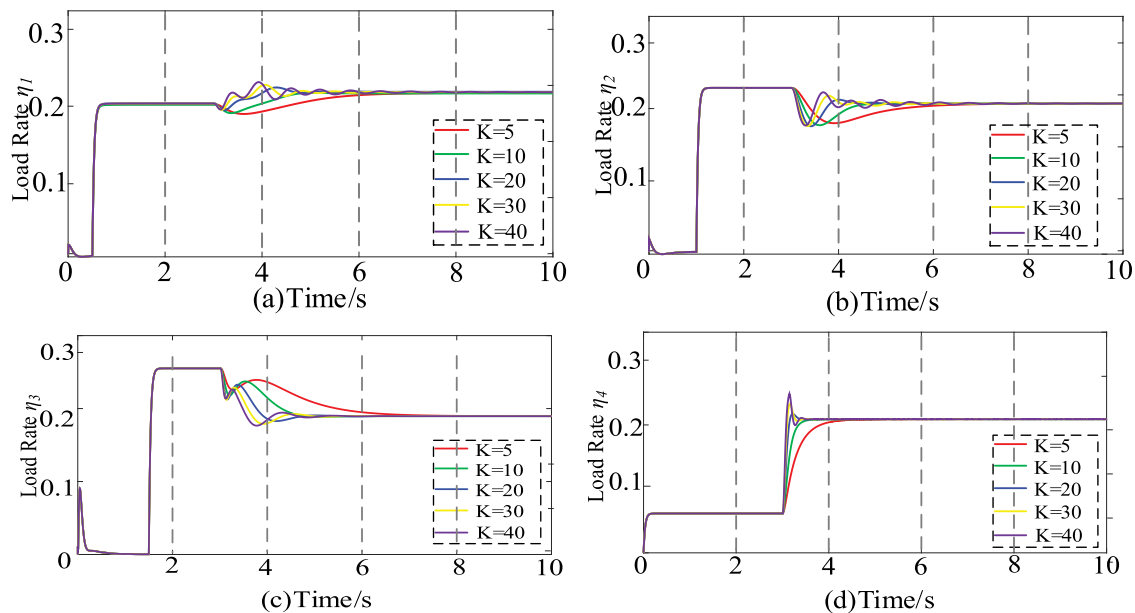 Load Rate η1
0.3
0.2
0.1
K=5
K=10
K=20
K=30
K=40
0 2 4 6 8 10
(a)Time/s
Load Rate η2
0.3
0.2
0.1
K=5
K=10
K=20
K=30
K=40
0 2 4 6 8 10
(b)Time/s
Load Rate η3
0.3
0.2
0.1
0
K=5
K=10
K=20
K=30
K=40
2 4 6 8 10
(c)Time/s
Load Rate η4
0.3
0.2
0.1
K=5
K=10
K=20
K=30
K=40
0 2 4 6 8 10
(d)Time/s